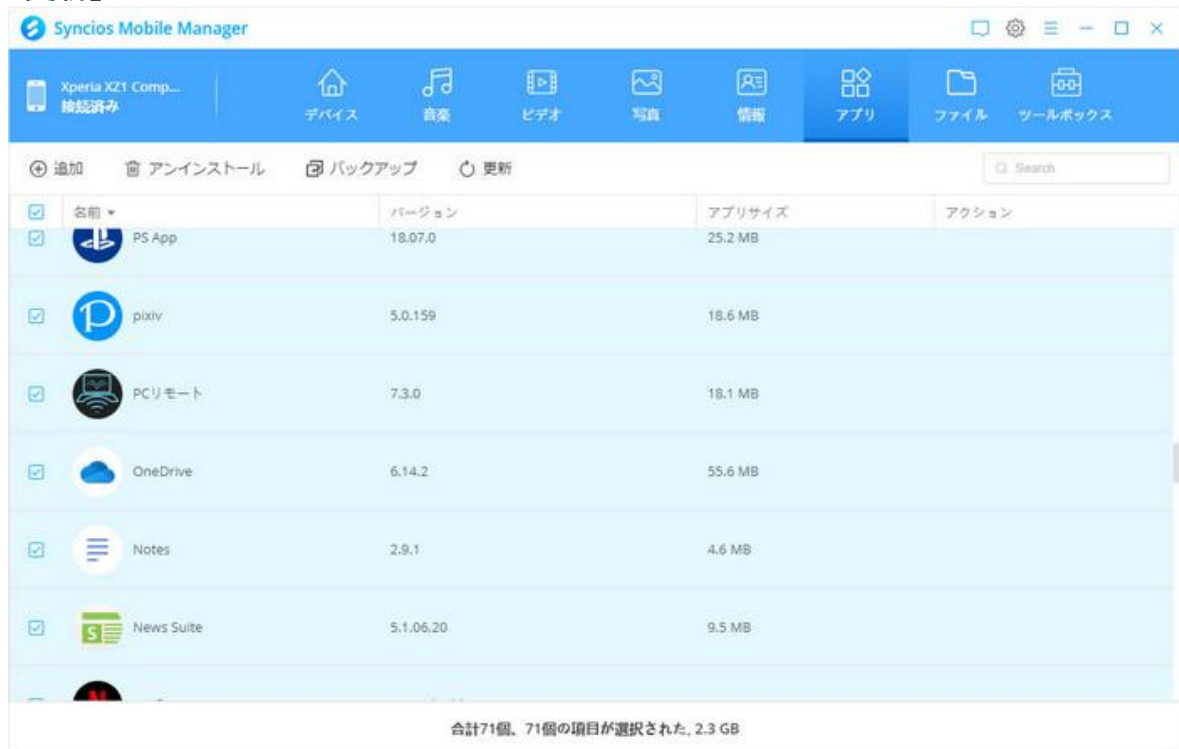 Syncios Mobile Manager
Xperia XZ1 Comp...
接続済み
デバイス
音楽
ビデオ
写真
情報
アプリ
ファイル
ツールボックス
追加
アンインストール
バックアップ
更新
Search
名前
バージョン
アプリサイズ
アクション
PS App 18.07.0 25.2 MB
pixiv 5.0.159 18.6 MB
PCリモート 7.3.0 18.1 MB
OneDrive 6.14.2 55.6 MB
Notes 2.9.1 4.6 MB
News Suite 5.1.06.20 9.5 MB
合計71個、71個の項目が選択された, 2.3 GB